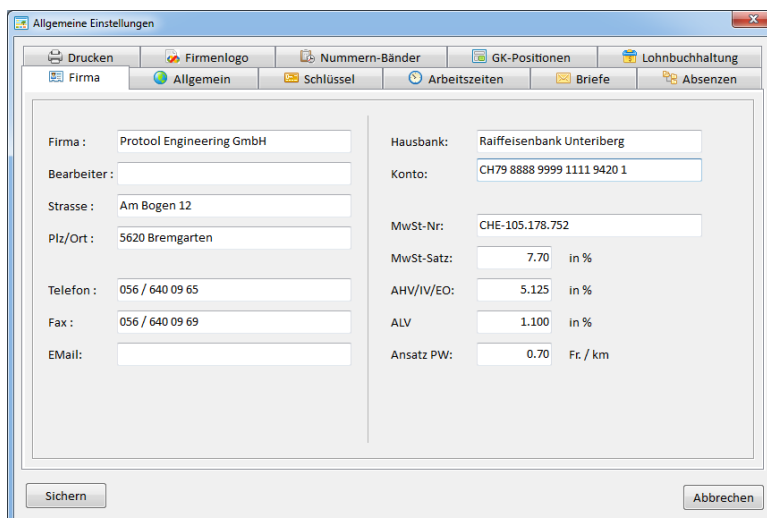 Allgemeine Einstellungen
Drucken Firmenlogo Nummern-Bänder GK-Positionen Lohnbuchhaltung
Firma Allgemein Schlüssel Arbeitszeiten Briefe Absenzen
Firma : Protool Engineering GmbH
Bearbeiter :
Strasse : Am Bogen 12
Plz/Ort : 5620 Bremgarten
Telefon : 056 / 640 09 65
Fax : 056 / 640 09 69
EMail:
Hausbank: Raiffeisenbank Unteriberg
Konto: CH79 8888 9999 1111 9420 1
MwSt-Nr: CHE-105.178.752
MwSt-Satz: 7.70 in %
AHV/IV/EO: 5.125 in %
ALV 1.100 in %
Ansatz PW: 0.70 Fr. / km
Sichern Abbrechen